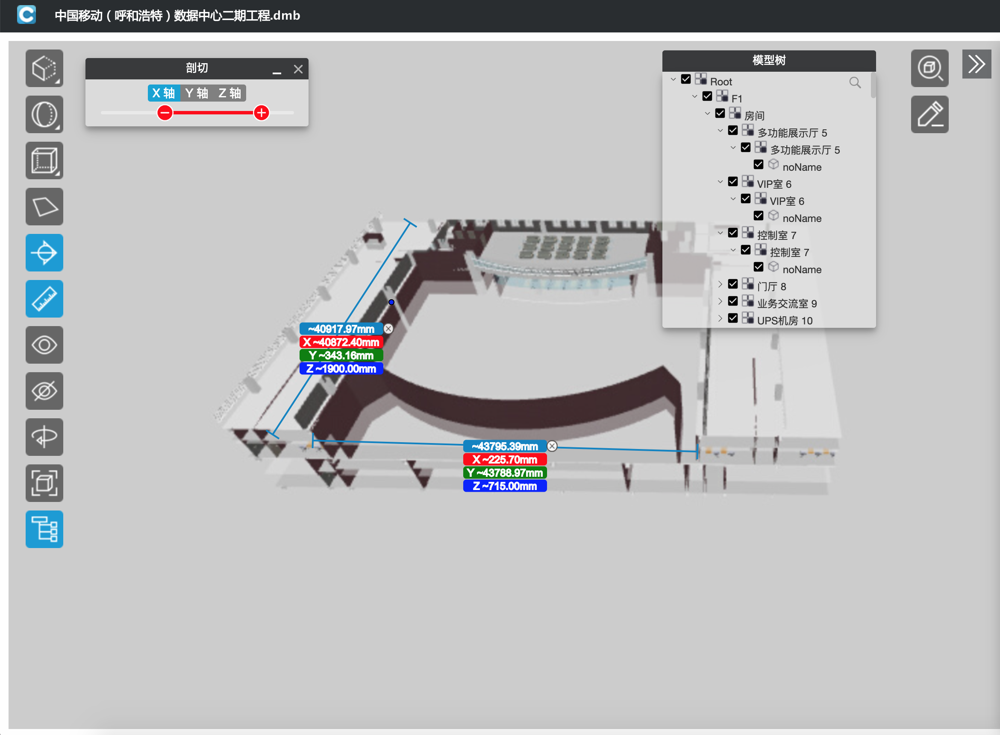 中国移动（呼和浩特）数据中心二期工程.dmb
剖切
X 轴 Y 轴 Z 轴
模型树
Root
F1
房间
多功能展示厅 5
多功能展示厅 5
noName
VIP室 6
VIP室 6
noName
控制室 7
控制室 7
noName
门厅 8
业务交流室 9
UPS机房 10
~40917.97mm
X ~40872.40mm
Y ~343.16mm
Z ~1900.00mm
~43795.39mm
X ~225.70mm
Y ~43788.97mm
Z ~715.00mm